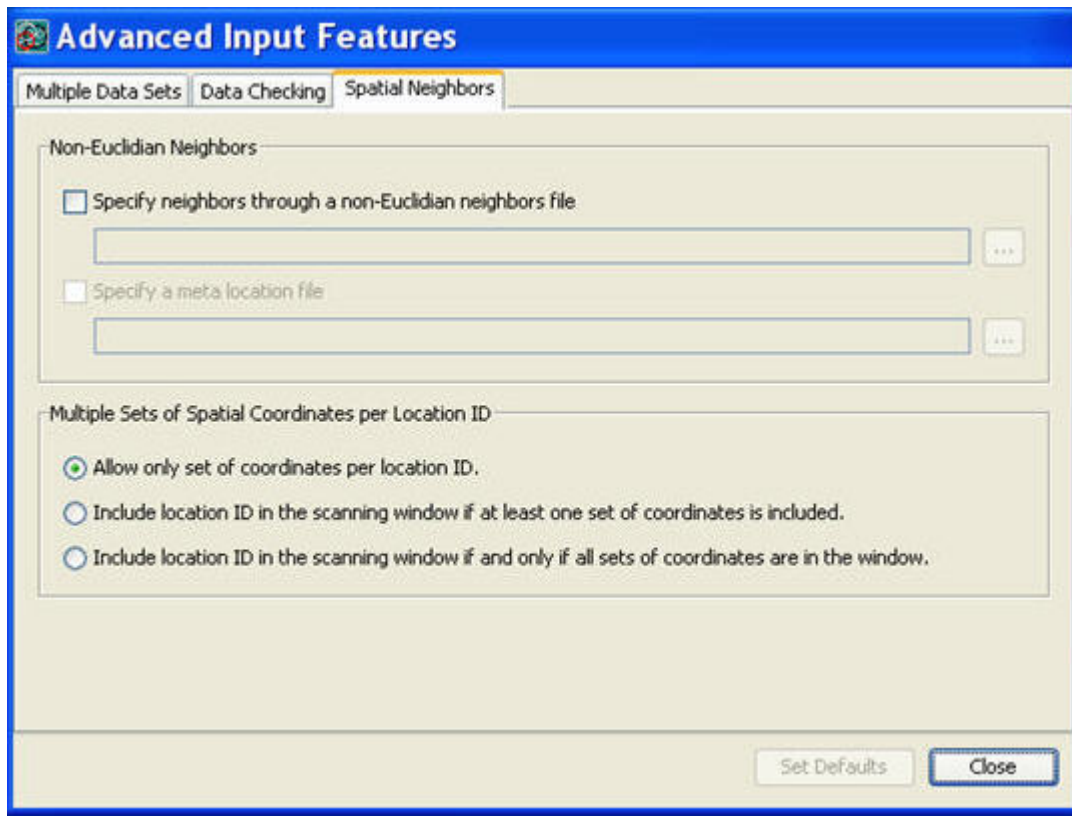 Advanced Input Features
Multiple Data Sets Data Checking Spatial Neighbors
Non-Euclidian Neighbors
Specify neighbors through a non-Euclidian neighbors file
...
Specify a meta location file
...
Multiple Sets of Spatial Coordinates per Location ID
Allow only set of coordinates per location ID.
Include location ID in the scanning window if at least one set of coordinates is included.
Include location ID in the scanning window if and only if all sets of coordinates are in the window.
Set Defaults Close